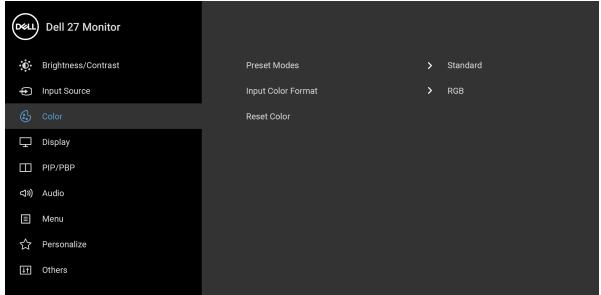 DELL Dell 27 Monitor
Brightness/Contrast
Input Source
Color
Display
PIP/PBP
Audio
Menu
Personalize
Others
Preset Modes Standard
Input Color Format RGB
Reset Color